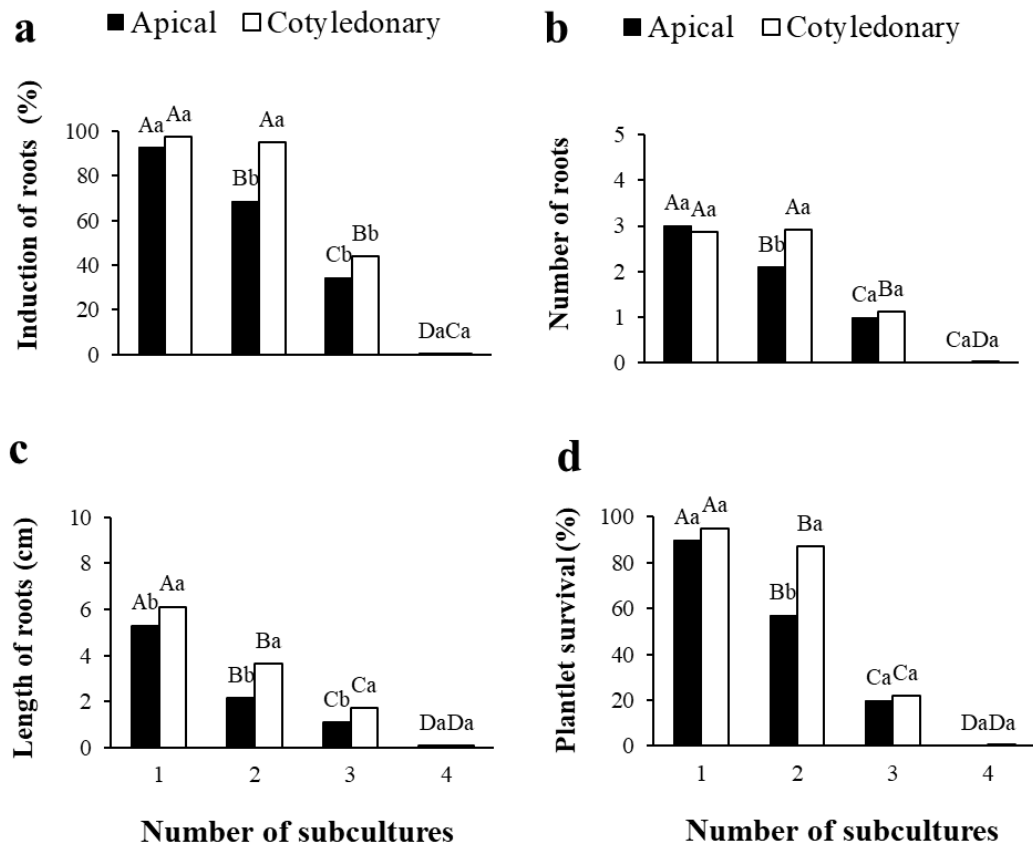 a
Apical Cotyledonary
Induction of roots (%)
100
80
60
40
20
0
Aa Aa
Bb Aa
Cb Bb
DaCa
b
Apical Cotyledonary
Number of roots
5
4
3
2
1
0
Aa Aa
Bb Aa
Ca Ba
CaDa
c
Length of roots (cm)
10
8
6
4
2
0
Ab Aa
Bb Ba
Cb Ca
DaDa
1 2 3 4
Number of subcultures
d
Plantlet survival (%)
100
80
60
40
20
0
Aa Aa
Bb Ba
Ca Ca
DaDa
1 2 3 4
Number of subcultures